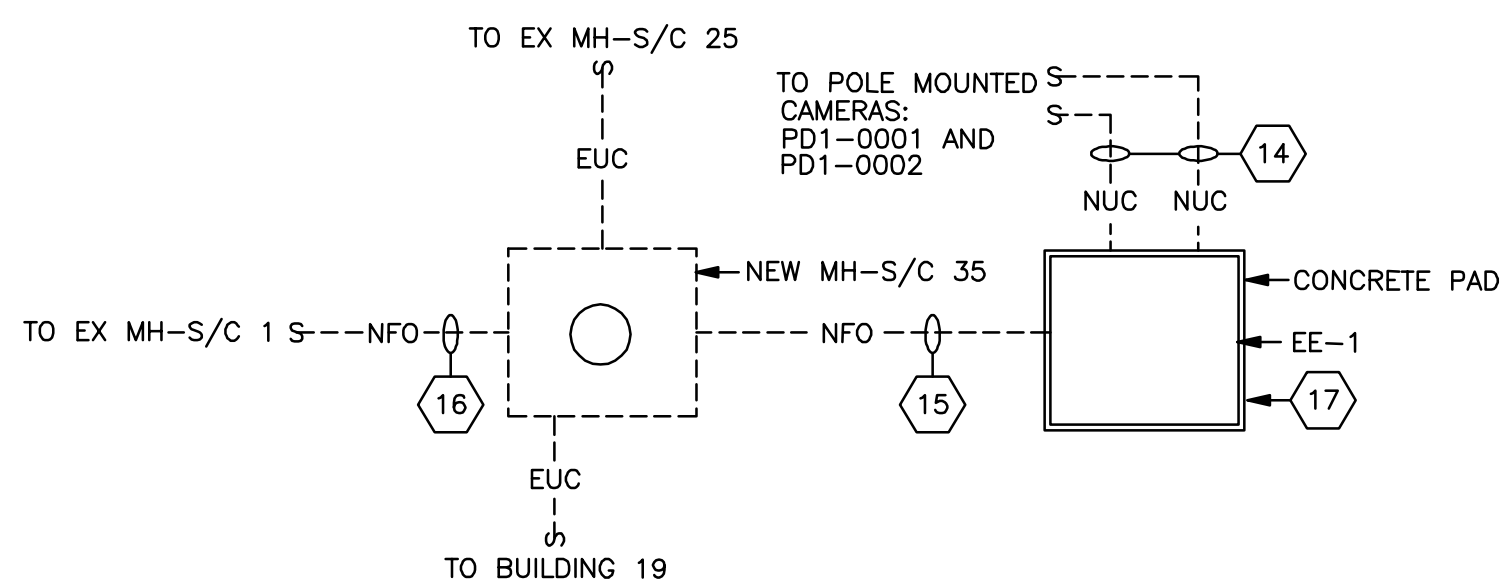 TO EX MH-S/C 25
S
EUC
TO POLE MOUNTED S
CAMERAS: S
PD1-0001 AND
PD1-0002
14
NUC NUC
NEW MH-S/C 35
CONCRETE PAD
TO EX MH-S/C 1 S NFO
NFO
EE-1
16
15
17
EUC
S
TO BUILDING 19